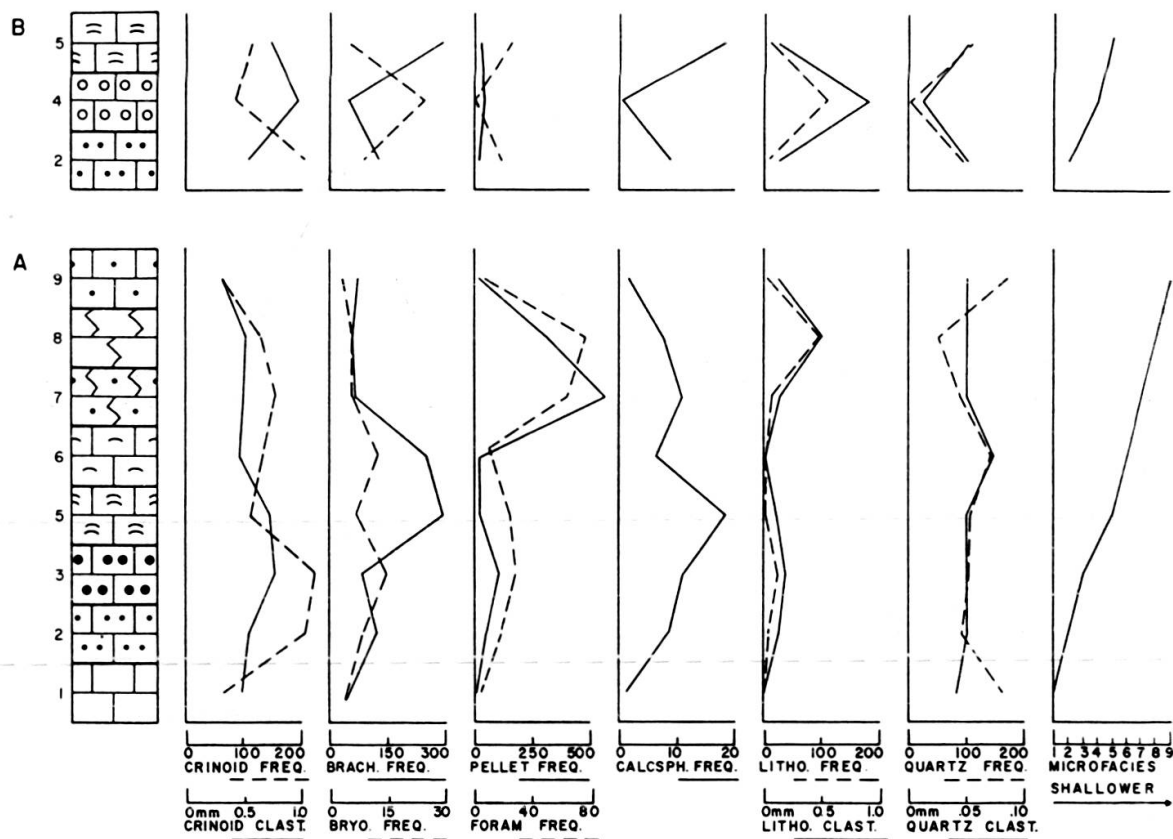 B
5
4
2
A
9
8
7
6
5
3
2
1
0 100 200
CRINOID FREQ.
0mm 0.5 1.0
CRINOID CLAST.
0 150 300
BRACH. FREQ.
0 15 30
BRYO. FREQ.
0 250 500
PELLET FREQ.
0 40 80
FORAM FREQ.
0 10 20
CALCSPH. FREQ.
0 100 200
LITHO. FREQ.
0mm 0.5 1.0
LITHO. CLAST.
0 100 200
QUARTZ FREQ.
0mm .05 .10
QUARTZ CLAST.
1 2 3 4 5 6 7 8 9
MICROFACIES
SHALLOWER